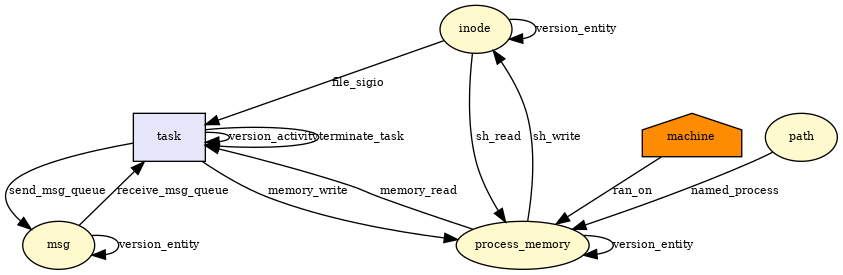 inode
version_entity
file_sigio
task
version_activity
terminate_task
sh_read
sh_write
machine
path
send_msg_queue
receive_msg_queue
memory_write
memory_read
ran_on
named_process
msg
version_entity
process_memory
version_entity